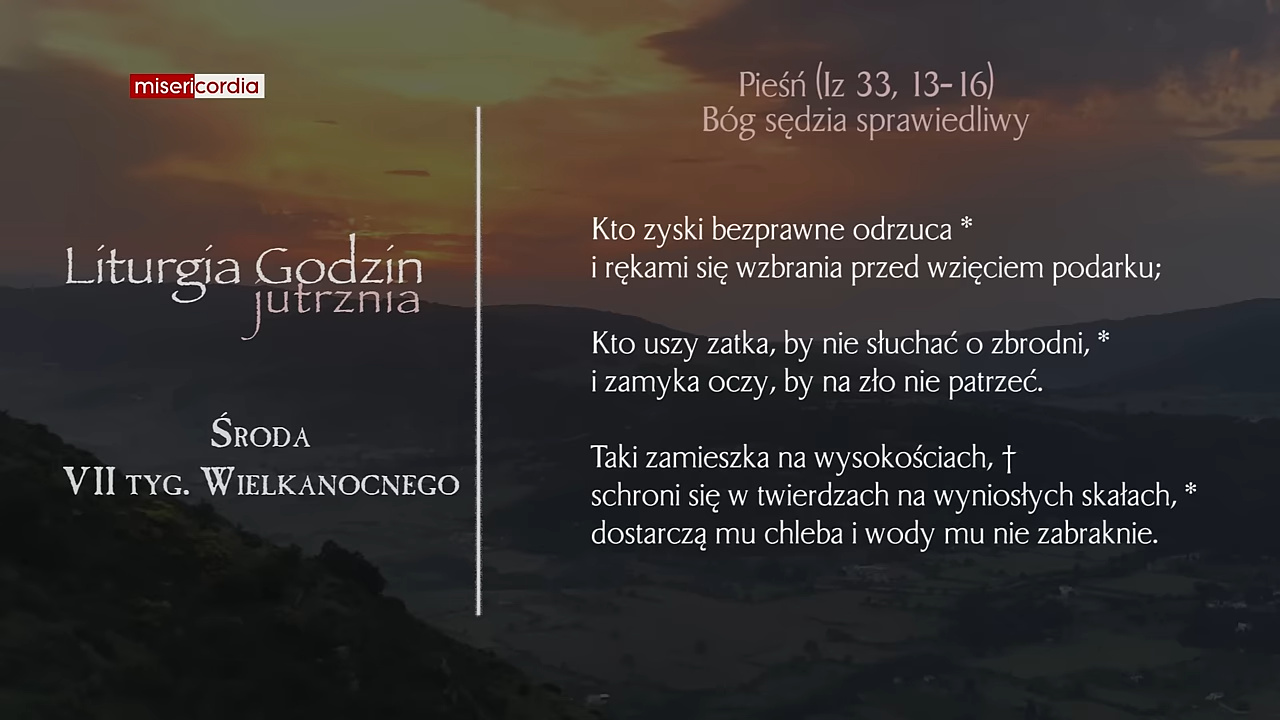 misericordia
Liturgia Godzin
jutrznia
Środa
VII tyg. Wielkanocnego
Pieśń (Iz 33, 13-16)
Bóg sędzia sprawiedliwy
Kto zyski bezprawne odrzuca *
i rękami się wzbrania przed wzięciem podarku;
Kto uszy zatka, by nie słuchać o zbrodni, *
i zamyka oczy, by na zło nie patrzeć.
Taki zamieszka na wysokościach, †
schroni się w twierdzach na wyniosłych skałach, *
dostarczą mu chleba i wody mu nie zabraknie.